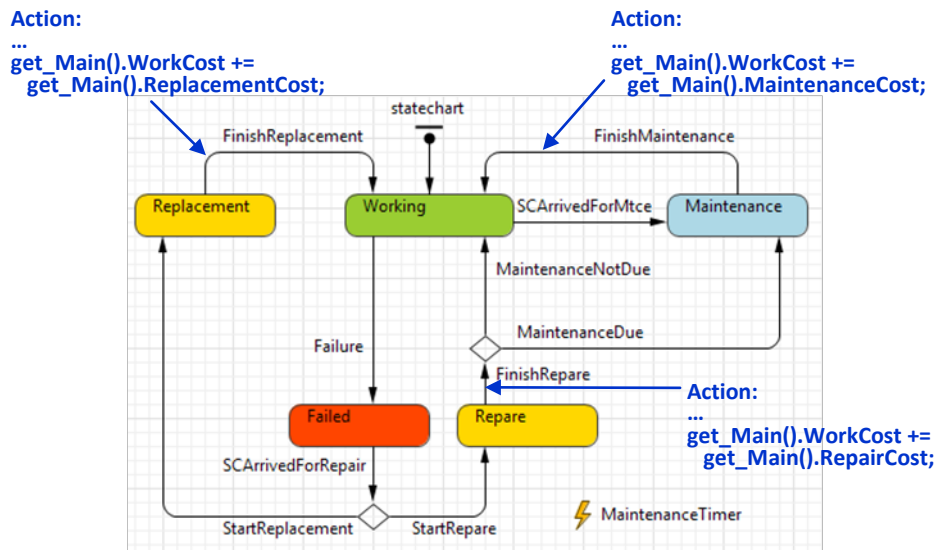 Action:
...
get_Main().WorkCost +=
get_Main().ReplacementCost;
Action:
...
get_Main().WorkCost +=
get_Main().MaintenanceCost;
statechart
FinishReplacement
FinishMaintenance
Replacement
Working
SCArrivedForMtce
Maintenance
MaintenanceNotDue
MaintenanceDue
Failure
FinishRepare
Action:
...
get_Main().WorkCost +=
get_Main().RepairCost;
Failed
Repare
SCArrivedForRepair
StartReplacement
StartRepare
MaintenanceTimer